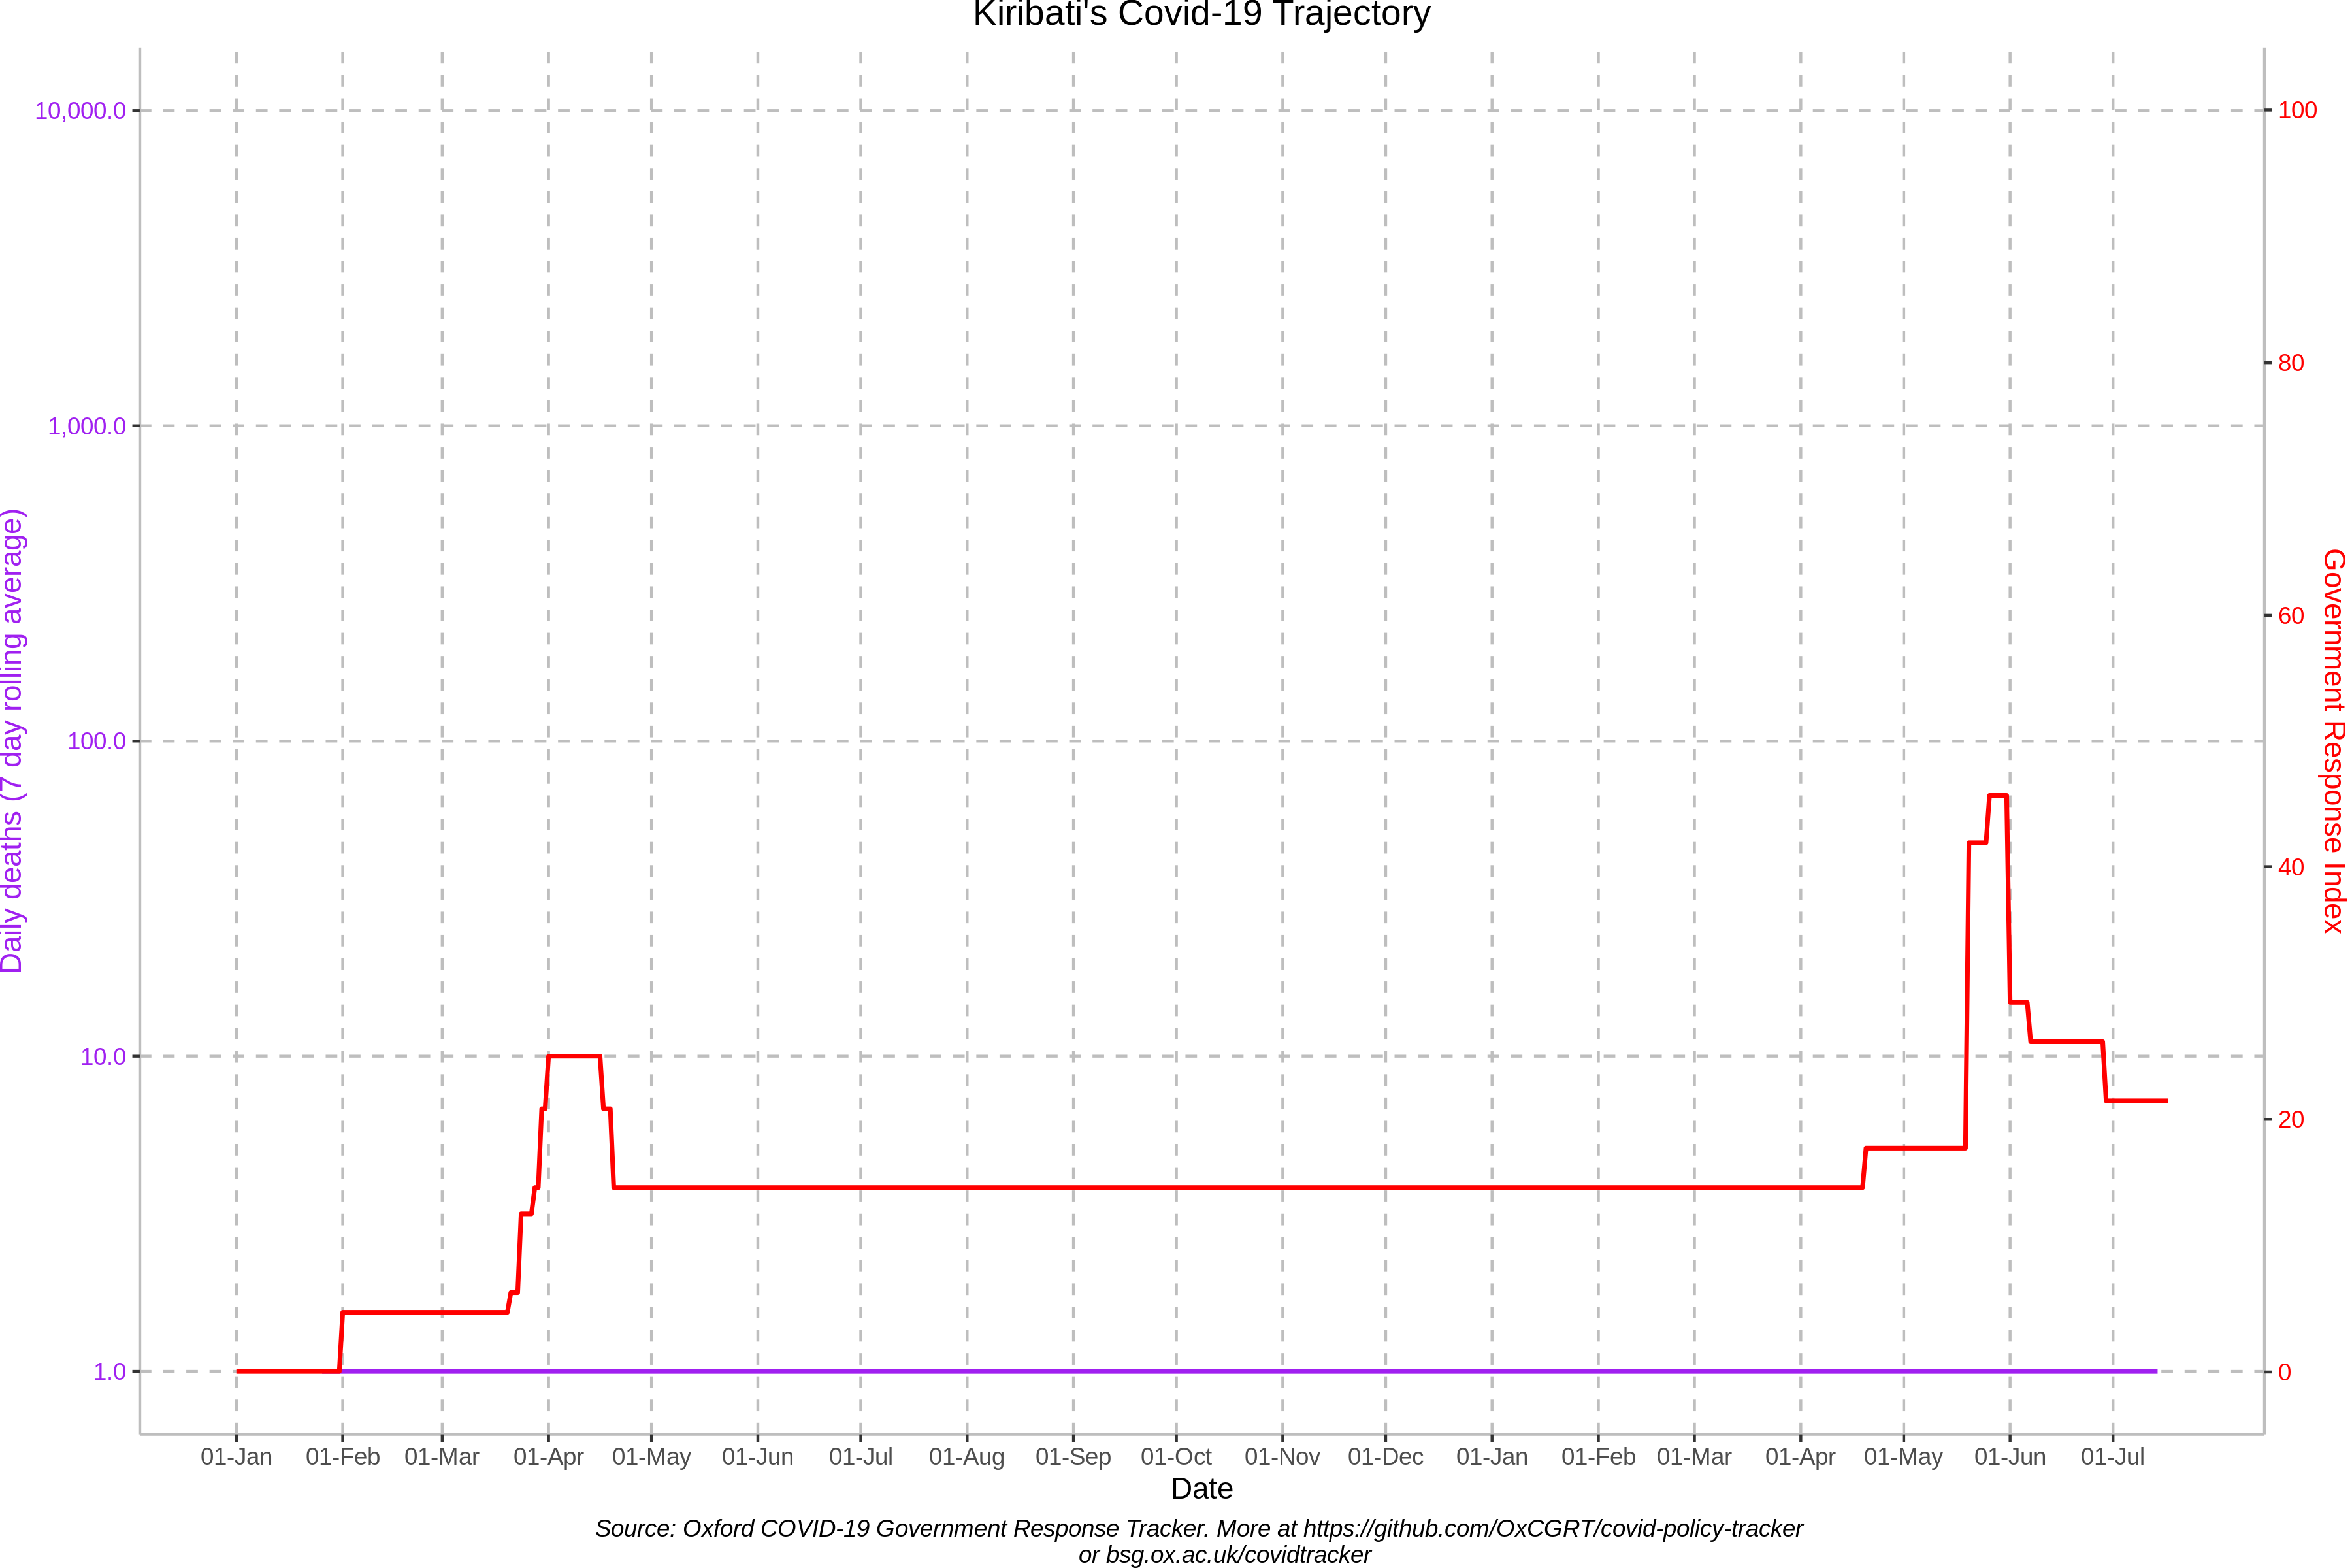 Kiribati's Covid-19 Trajectory
10,000.0
1,000.0
100.0
10.0
1.0
Daily deaths (7 day rolling average)
100
80
60
40
20
0
Government Response Index
01-Jan 01-Feb 01-Mar 01-Apr 01-May 01-Jun 01-Jul 01-Aug 01-Sep 01-Oct 01-Nov 01-Dec 01-Jan 01-Feb 01-Mar 01-Apr 01-May 01-Jun 01-Jul
Date
Source: Oxford COVID-19 Government Response Tracker. More at https://github.com/OxCGRT/covid-policy-tracker
or bsg.ox.ac.uk/covidtracker